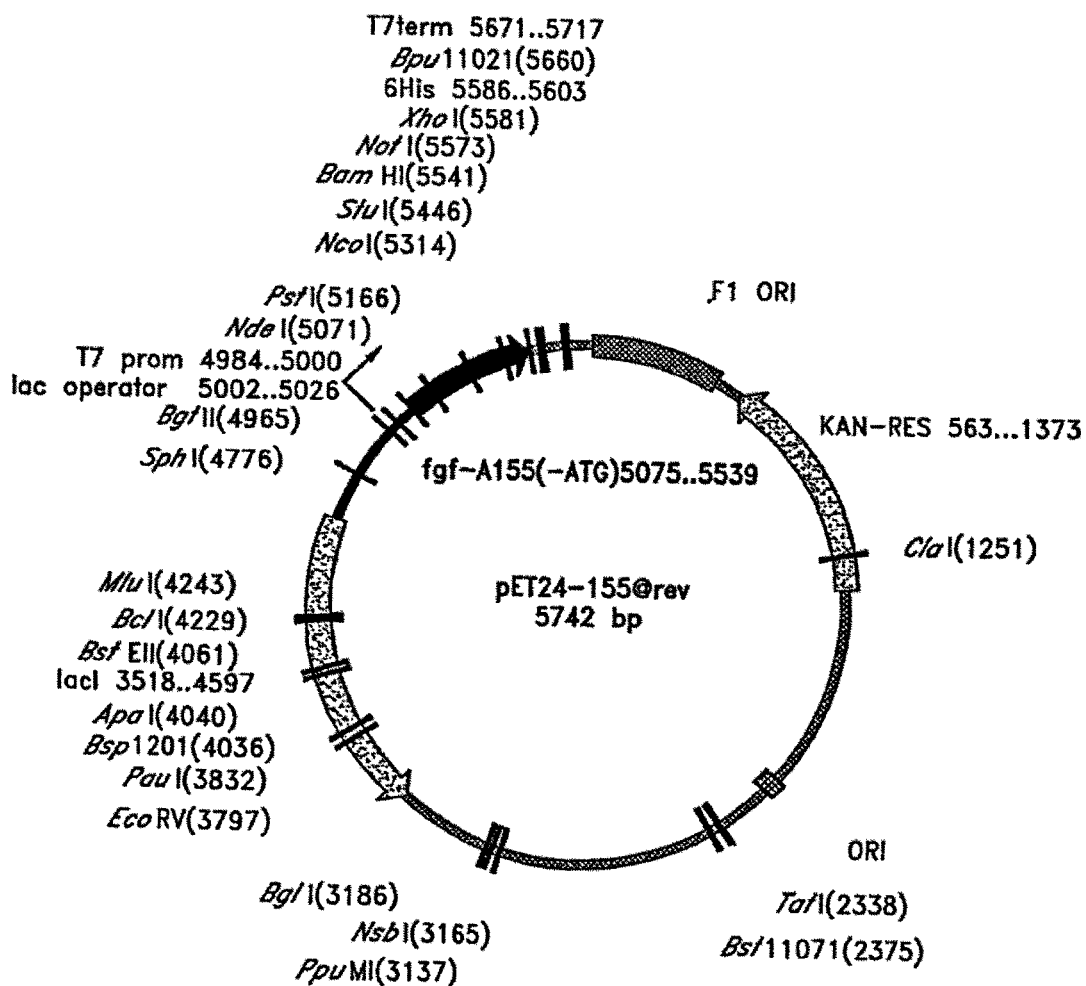 T7term 5671..5717
Bpu11021(5660)
6His 5586..5603
XhoI(5581)
NotI(5573)
BamHI(5541)
StuI(5446)
NcoI(5314)
PstI(5166)
NdeI(5071)
T7 prom 4984..5000
lac operator 5002..5026
BglII(4965)
SphI(4776)
F1 ORI
KAN-RES 563...1373
fgf-A155(-ATG)5075..5539
ClaI(1251)
pET24-155@rev
5742 bp
MluI(4243)
BclI(4229)
BstEII(4061)
lacI 3518..4597
ApaI(4040)
Bsp1201(4036)
PauI(3832)
EcoRV(3797)
ORI
BglI(3186)
NsbI(3165)
PpuMI(3137)
TatI(2338)
Bst11071(2375)